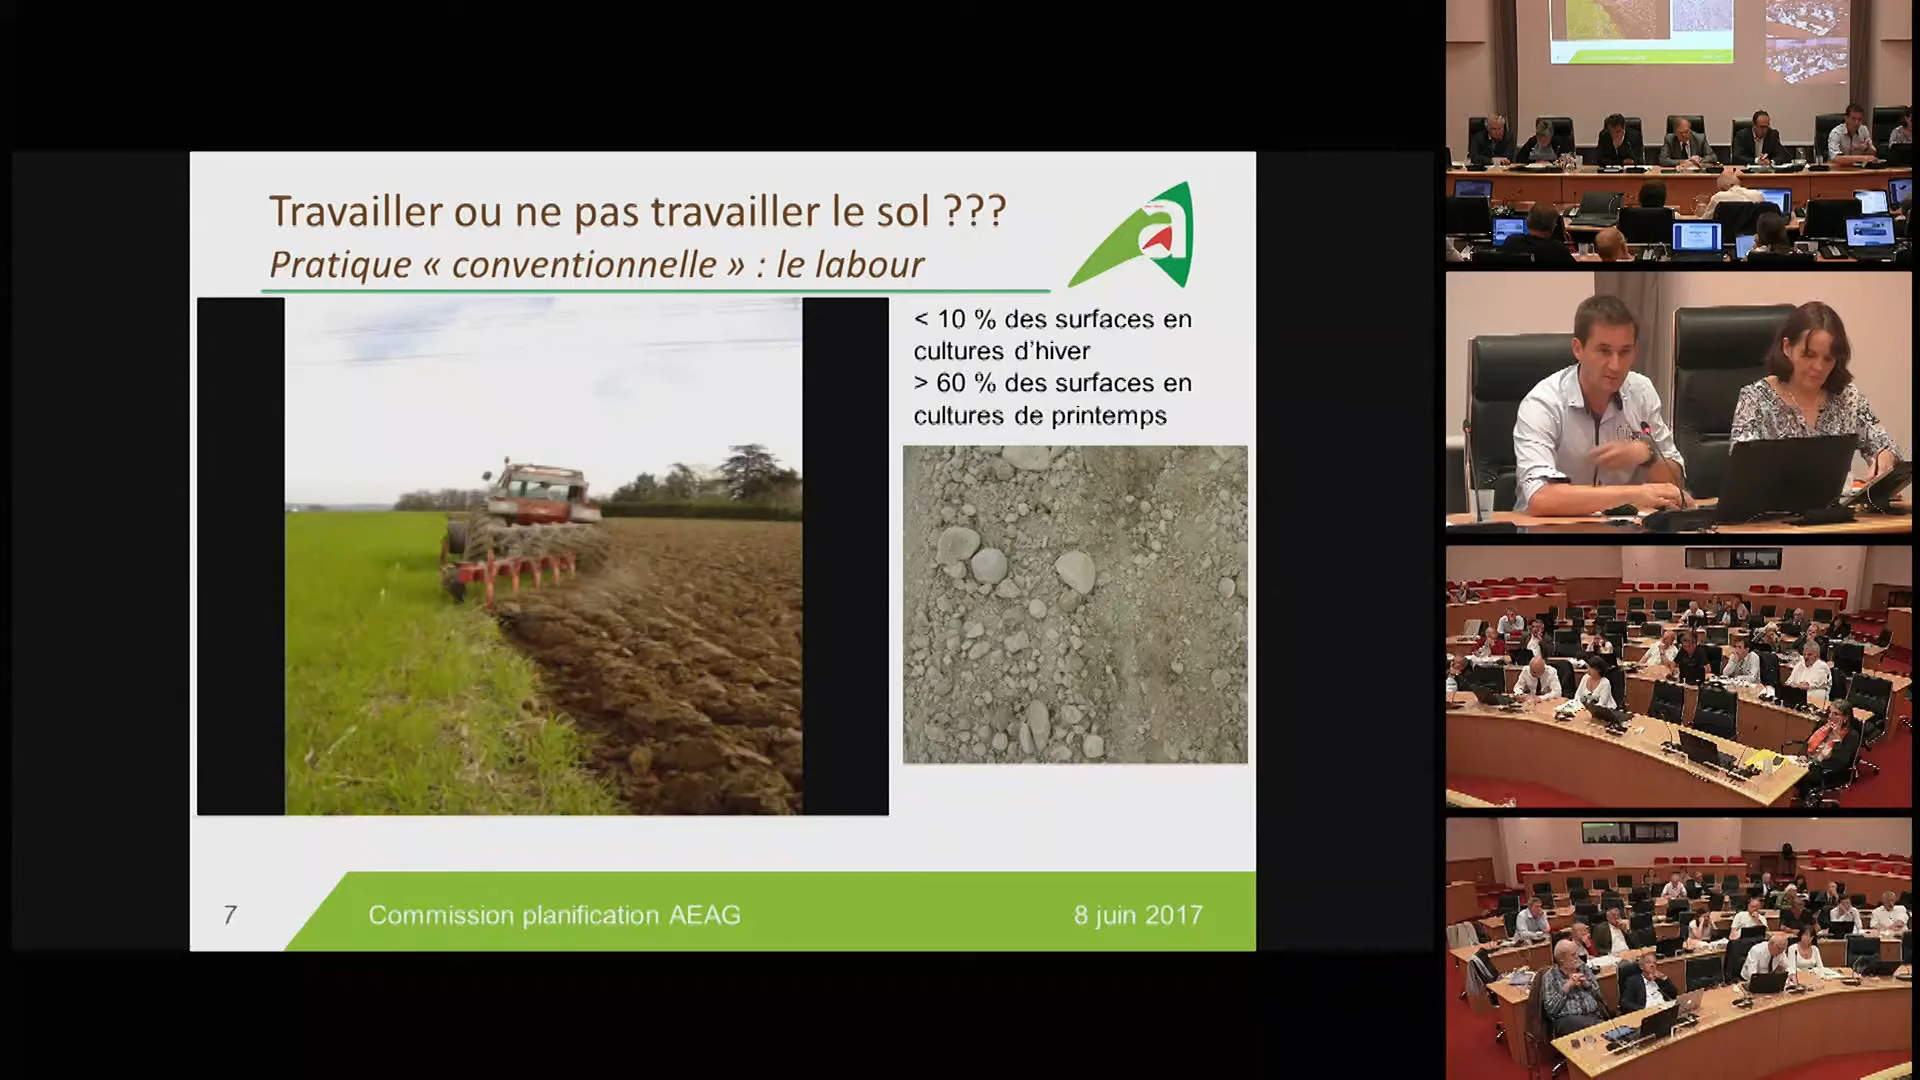 Travailler ou ne pas travailler le sol ???
Pratique « conventionnelle » : le labour
a
< 10 % des surfaces en
cultures d'hiver
> 60 % des surfaces en
cultures de printemps
7
Commission planification AEAG
8 juin 2017